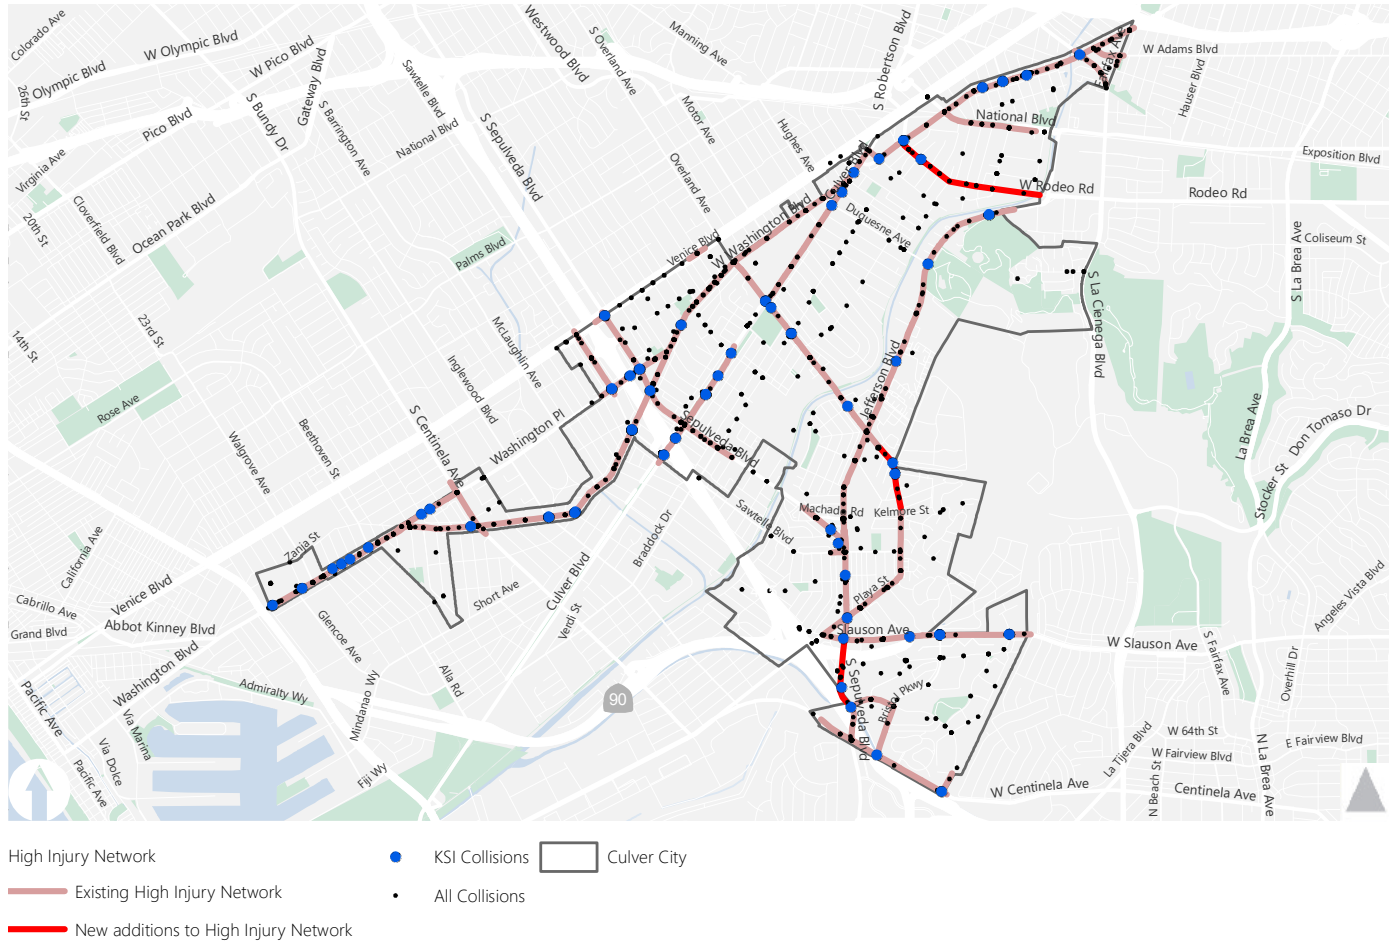 Colorado Ave
W Olympic Blvd
W Pico Blvd
Gateway Blvd
Westwood Blvd
S Overland Ave
Manning Ave
S Robertson Blvd
W Adams Blvd
Fairfax Ave
Hauser Blvd
Sawtelle Blvd
Olympic Blvd
26th St
Pico Blvd
S Bundy Dr
S Barrington Ave
National Blvd
S Sepulveda Blvd
Motor Ave
Hughes Ave
National Blvd
Exposition Blvd
Virginia Ave
Overland Ave
Culver Blvd
W Rodeo Rd
Rodeo Rd
20th St
Cloverfield Blvd
Ocean Park Blvd
Palms Blvd
Venice Blvd
W Washington Blvd
Duquesne Ave
S La Brea Ave
Coliseum St
S La Cienega Blvd
14th St
23rd St
McLaughlin Ave
Inglewood Blvd
Jefferson Blvd
Rose Ave
Walgrove Ave
Beethoven St
S Centinela Ave
Washington Pl
Sepulveda Blvd
La Brea Ave
Don Tomaso Dr
Stocker St
California Ave
Zania St
Braddock Dr
Sawtelle Blvd
Machado Rd
Kelmore St
Venice Blvd
Cabrillo Ave
Grand Blvd
Abbot Kinney Blvd
Glencoe Ave
Short Ave
Culver Blvd
Verdi St
Playa St
Slauson Ave
W Slauson Ave
S Fairfax Ave
Angeles Vista Blvd
Overhill Dr
Washington Blvd
Pacific Ave
Via Marina
Via Dolce
Pacific Ave
Admiralty Wy
Mindanao Wy
Alla Rd
Fiji Wy
90
S Sepulveda Blvd
Bristol Pkwy
W 64th St
W Fairview Blvd
E Fairview Blvd
La Tijera Blvd
N Beach St
N La Brea Ave
W Centinela Ave
Centinela Ave
High Injury Network
Existing High Injury Network
New additions to High Injury Network
KSI Collisions
All Collisions
Culver City